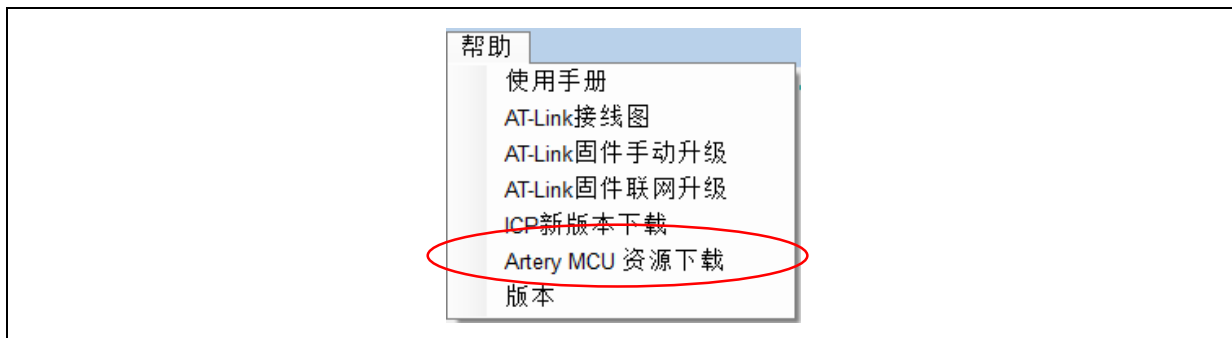 帮助
使用手册
AT-Link接线图
AT-Link固件手动升级
AT-Link固件联网升级
ICP新版本下载
Artery MCU 资源下载
版本